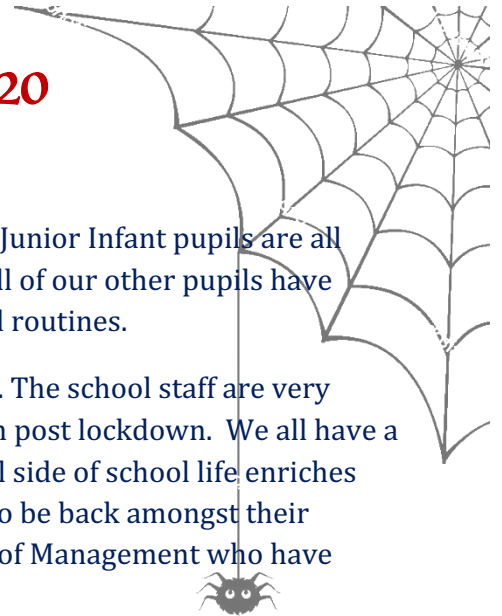 20
Junior Infant pupils are all
ll of our other pupils have
l routines.
. The school staff are very
n post lockdown. We all have a
l side of school life enriches
o be back amongst their
of Management who have